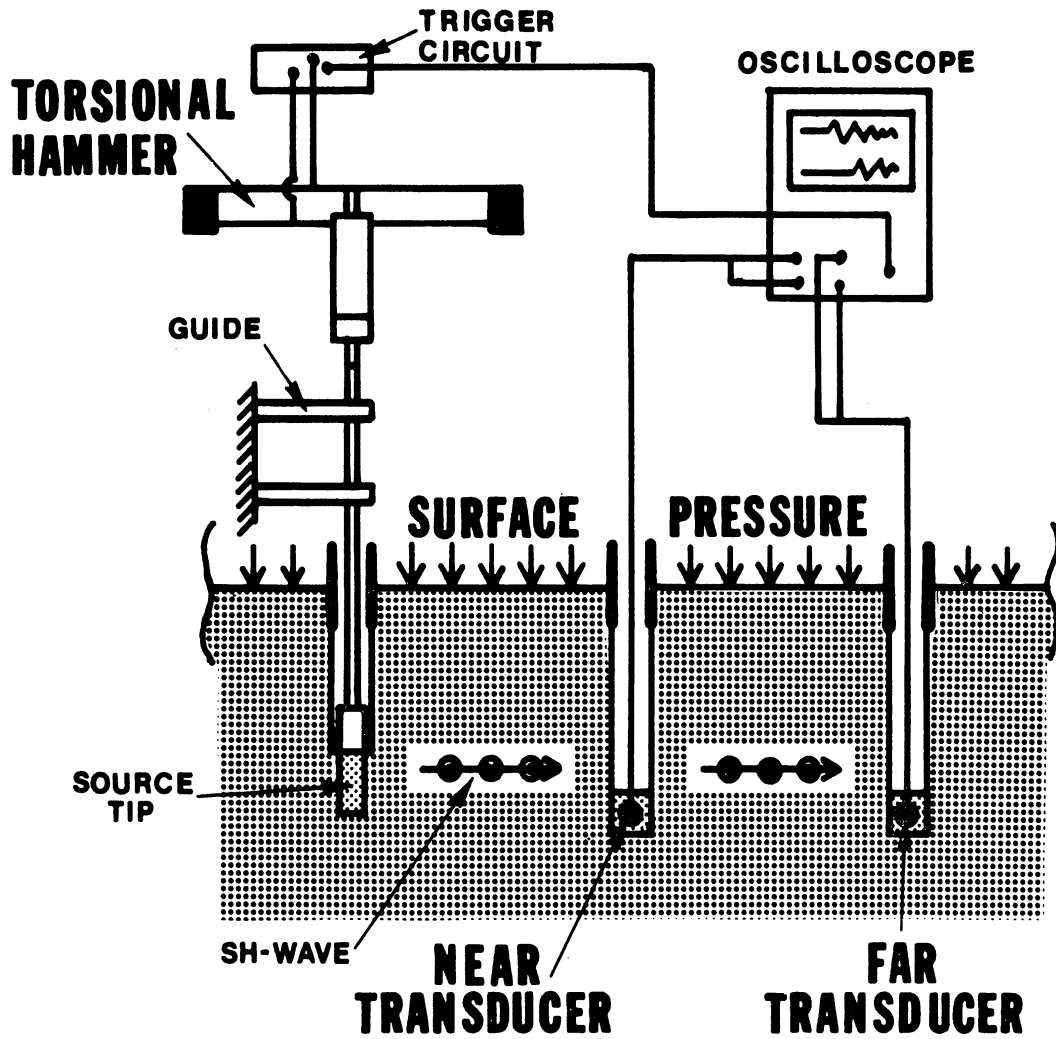 TRIGGER
CIRCUIT
OSCILLOSCOPE
TORSIONAL
HAMMER
GUIDE
SURFACE PRESSURE
SOURCE
TIP
SH-WAVE
NEAR
TRANSDUCER
FAR
TRANSDUCER